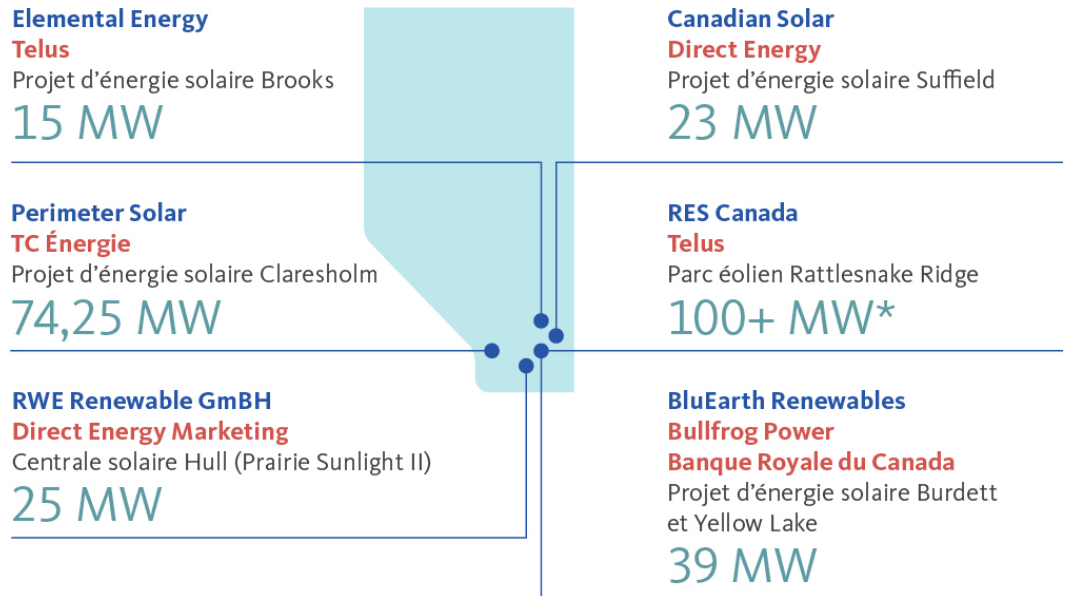 Elemental Energy
Telus
Projet d’énergie solaire Brooks
15 MW
Canadian Solar
Direct Energy
Projet d’énergie solaire Suffield
23 MW
Perimeter Solar
TC Énergie
Projet d’énergie solaire Claresholm
74,25 MW
RES Canada
Telus
Parc éolien Rattlesnake Ridge
100+ MW*
RWE Renewable GmBH
Direct Energy Marketing
Centrale solaire Hull (Prairie Sunlight II)
25 MW
BluEarth Renewables
Bullfrog Power
Banque Royale du Canada
Projet d’énergie solaire Burdett
et Yellow Lake
39 MW